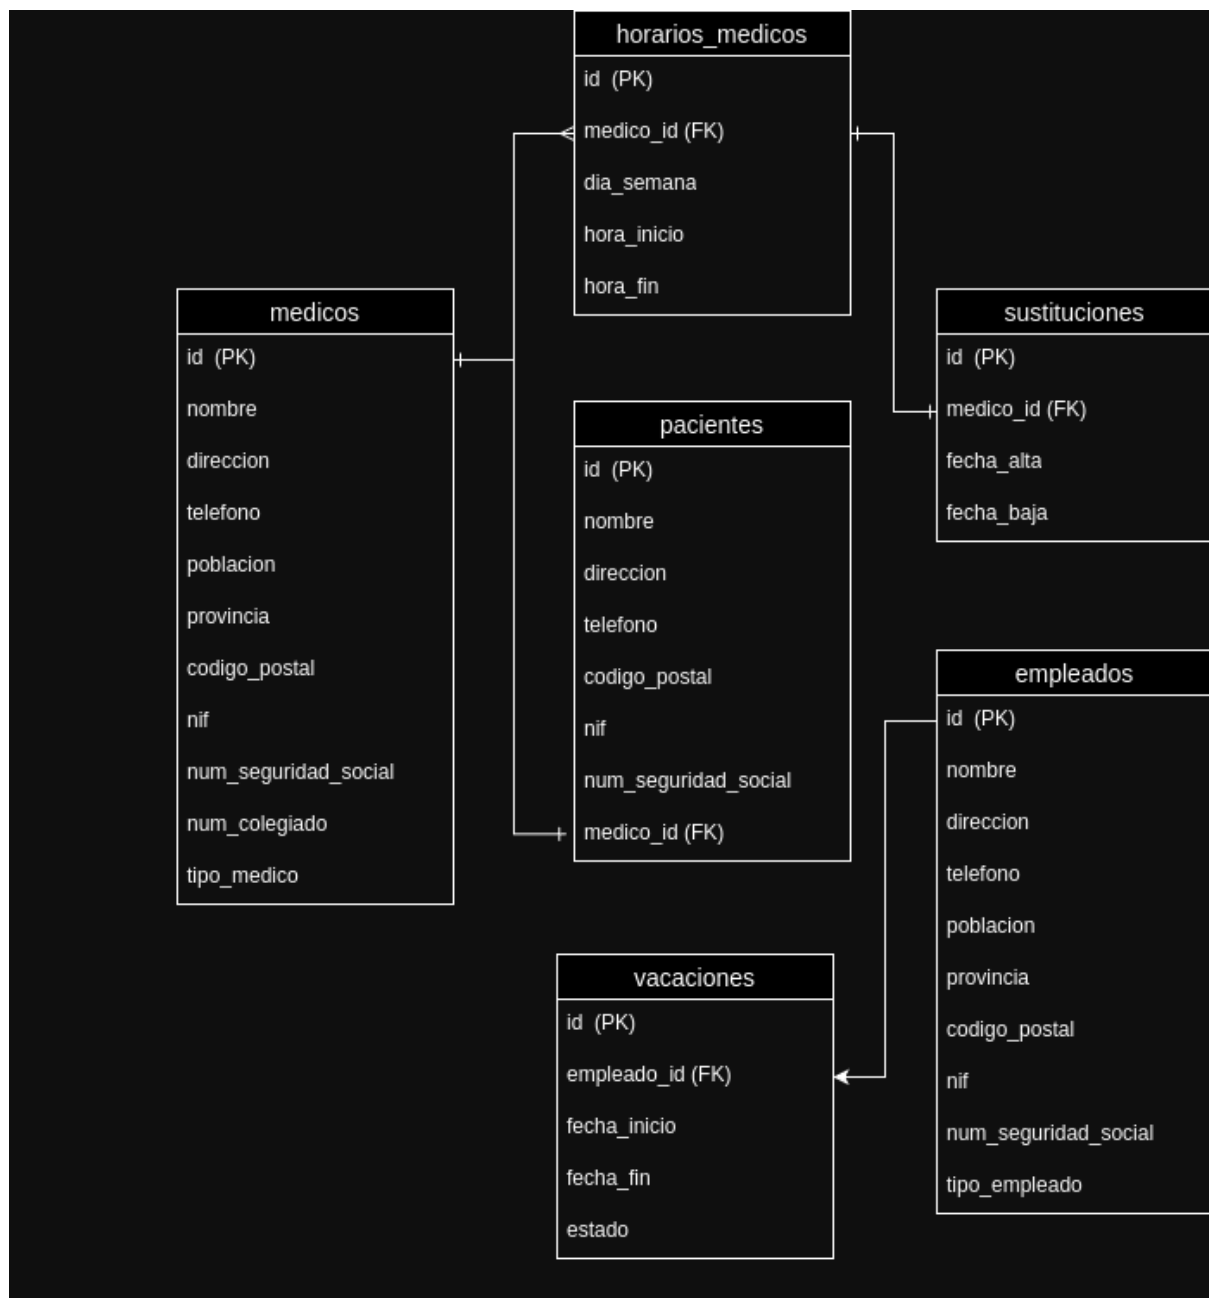 horarios_medicos
id (PK)
medico_id (FK)
dia_semana
hora_inicio
hora_fin
medicos
id (PK)
nombre
direccion
telefono
poblacion
provincia
codigo_postal
nif
num_seguridad_social
num_colegiado
tipo_medico
pacientes
id (PK)
nombre
direccion
telefono
codigo_postal
nif
num_seguridad_social
medico_id (FK)
sustituciones
id (PK)
medico_id (FK)
fecha_alta
fecha_baja
empleados
id (PK)
nombre
direccion
telefono
poblacion
provincia
codigo_postal
nif
num_seguridad_social
tipo_empleado
vacaciones
id (PK)
empleado_id (FK)
fecha_inicio
fecha_fin
estado